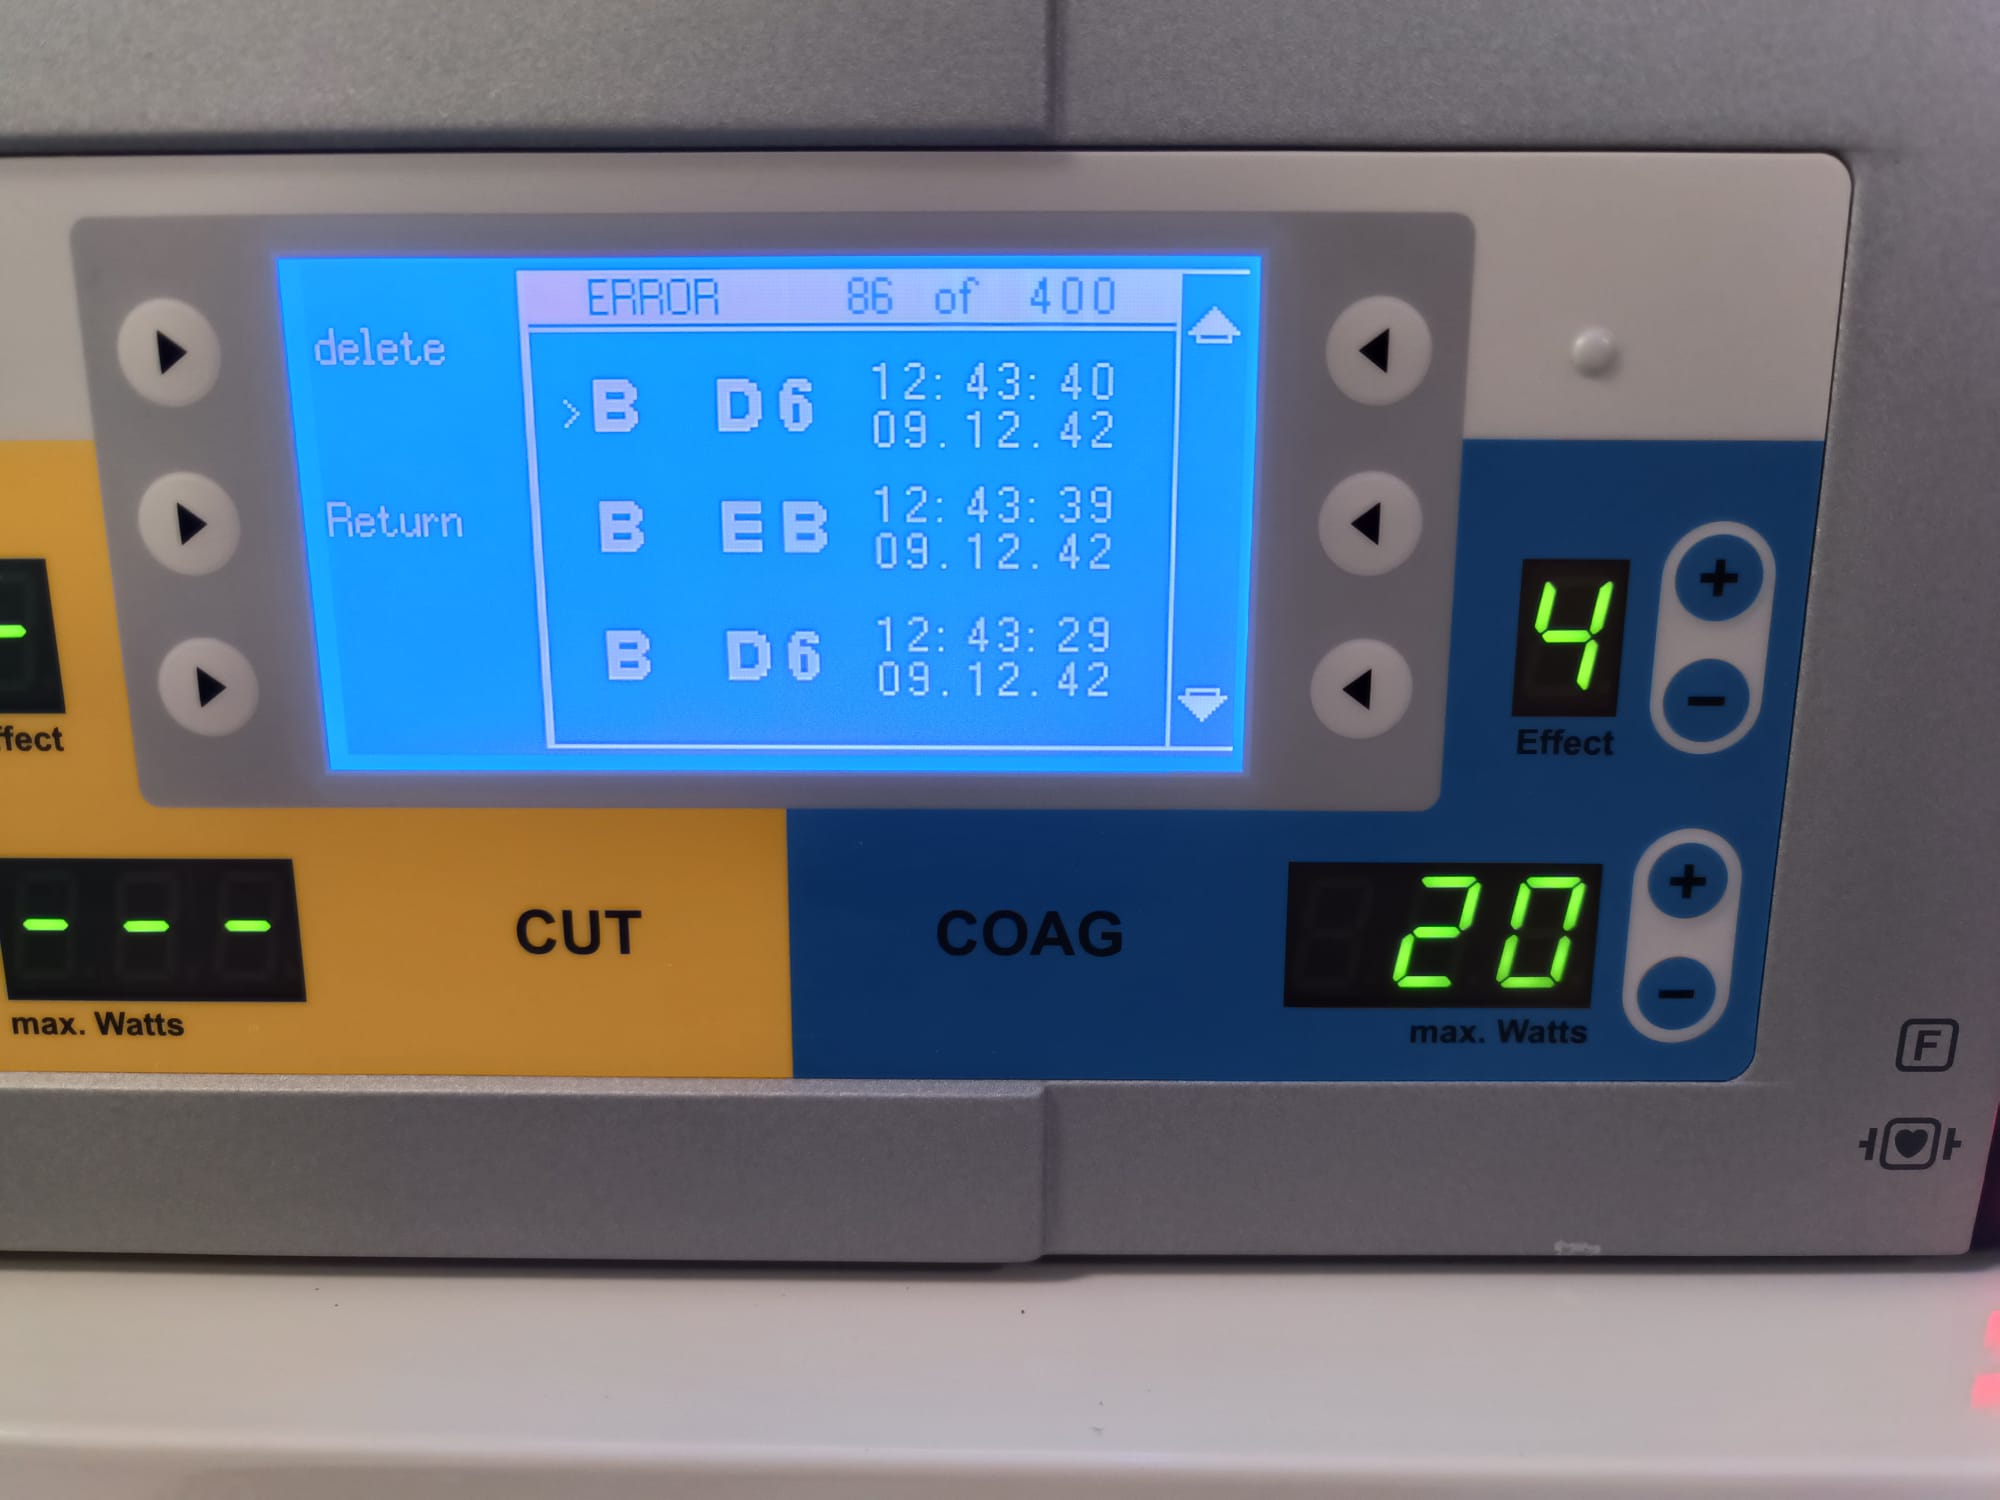 ERROR 86 of 400
delete
>B D6 12:43:40
09.12.42
Return
B EB 12:43:39
09.12.42
B D6 12:43:29
09.12.42
4
Effect
ffect
- - -
max. Watts
CUT
COAG
20
max. Watts
F